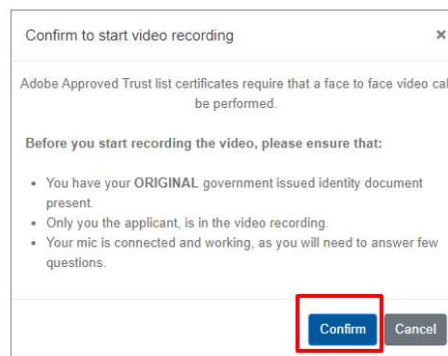 Confirm to start video recording ×
Adobe Approved Trust list certificates require that a face to face video cal
be performed.
Before you start recording the video, please ensure that:
• You have your ORIGINAL government issued identity document
present.
• Only you the applicant, is in the video recording.
• Your mic is connected and working, as you will need to answer few
questions.
Confirm Cancel